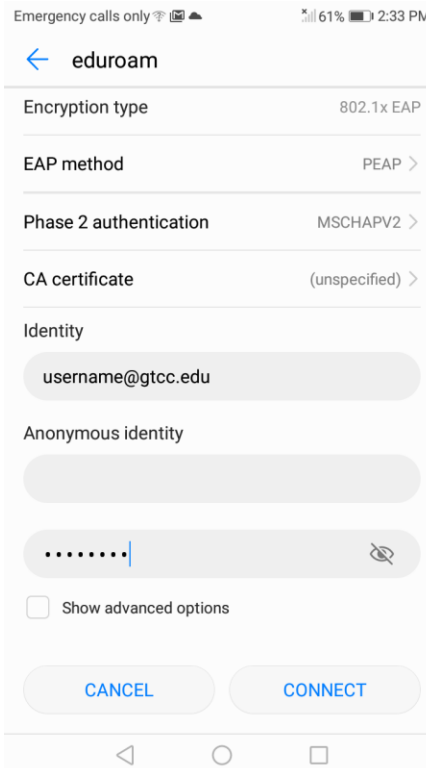 Emergency calls only 61% 2:33 PM
eduroam
Encryption type 802.1x EAP
EAP method PEAP
Phase 2 authentication MSCHAPV2
CA certificate (unspecified)
Identity
username@gtcc.edu
Anonymous identity
••••••••
Show advanced options
CANCEL CONNECT